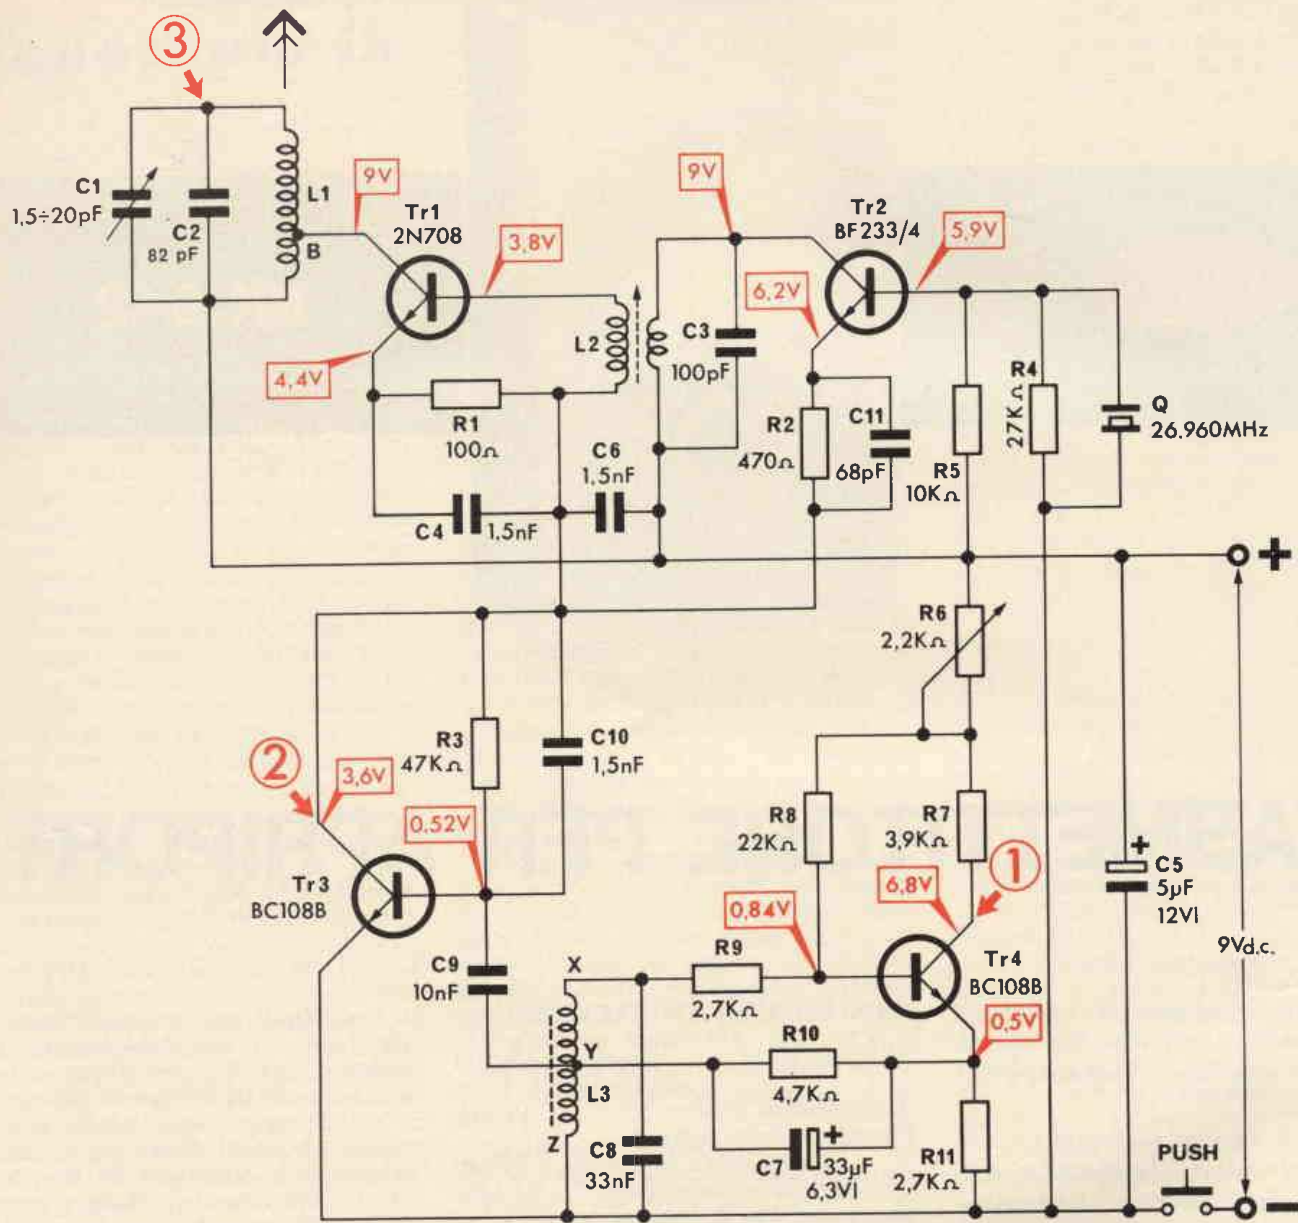 3
C1
1,5÷20pF
C2
82 pF
L1
B
9V
Tr1
2N708
3,8V
4,4V
R1
100Ω
C4
1,5nF
C6
1,5nF
L2
9V
C3
100pF
Tr2
BF233/4
5,9V
6,2V
R2
470Ω
C11
68pF
R5
10KΩ
R4
27KΩ
Q
26.960MHz
+
R6
2,2KΩ
R3
47KΩ
C10
1,5nF
2
3,6V
0,52V
Tr3
BC108B
R8
22KΩ
R7
3,9KΩ
1
6,8V
0,84V
C5
+
5µF
12Vl
9Vd.c.
C9
10nF
X
Y
Z
L3
R9
2,7KΩ
Tr4
BC108B
0,5V
R10
4,7KΩ
C8
33nF
C7
+
33µF
6,3Vl
R11
2,7KΩ
PUSH
−